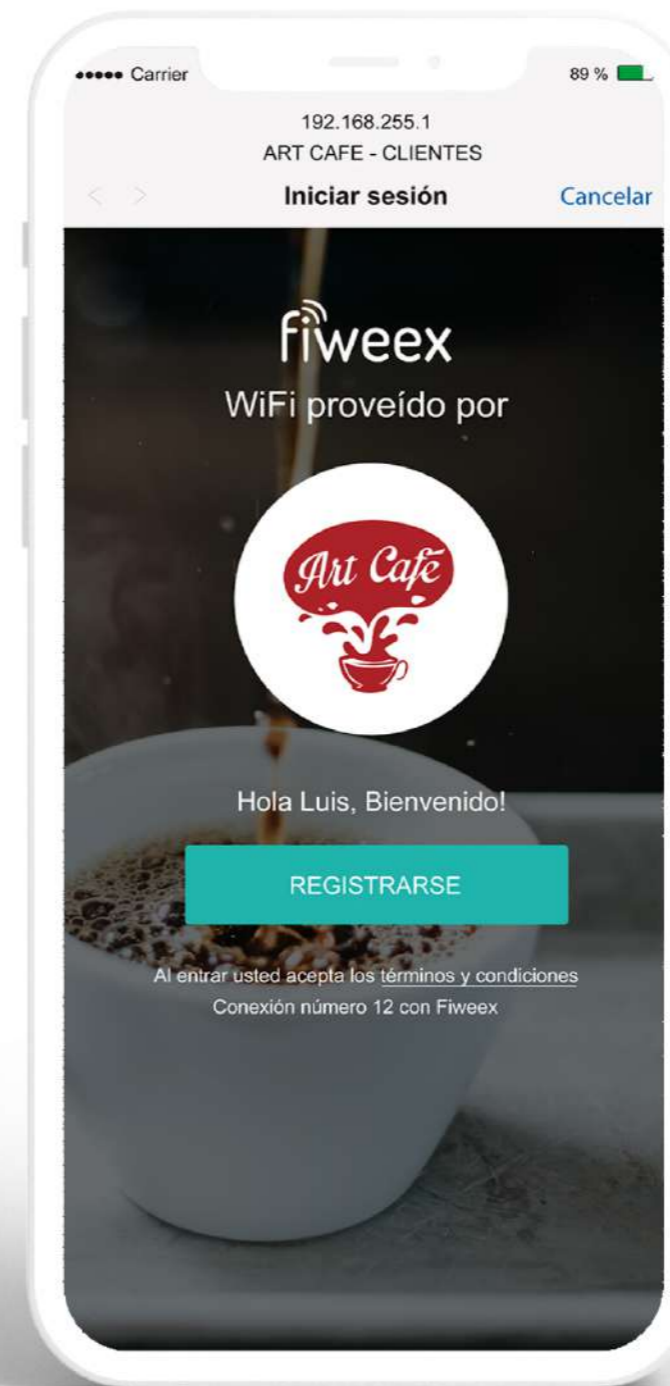 Carrier
89 %
192.168.255.1
ART CAFE - CLIENTES
< >
Iniciar sesión
Cancelar
fiweex
WiFi proveído por
Art Café
Hola Luis, Bienvenido!
REGISTRARSE
Al entrar usted acepta los términos y condiciones
Conexión número 12 con Fiweex